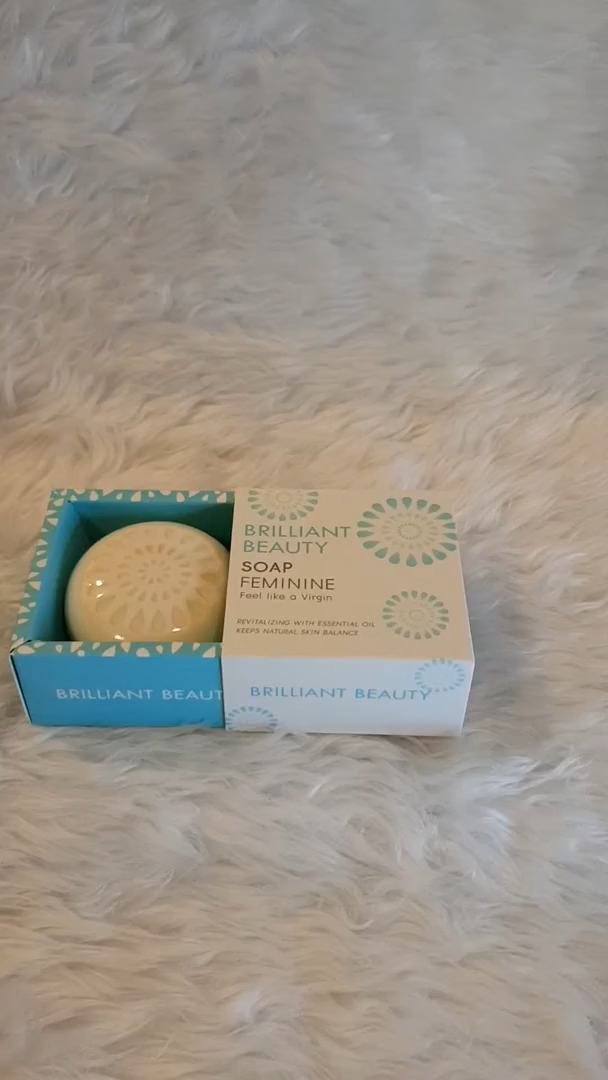 BRILLIANT
BEAUTY
SOAP
FEMININE
Feel like a Virgin
REVITALIZING WITH ESSENTIAL OIL
KEEPS NATURAL SKIN BALANCE
BRILLIANT BEAUT
BRILLIANT BEAUTY